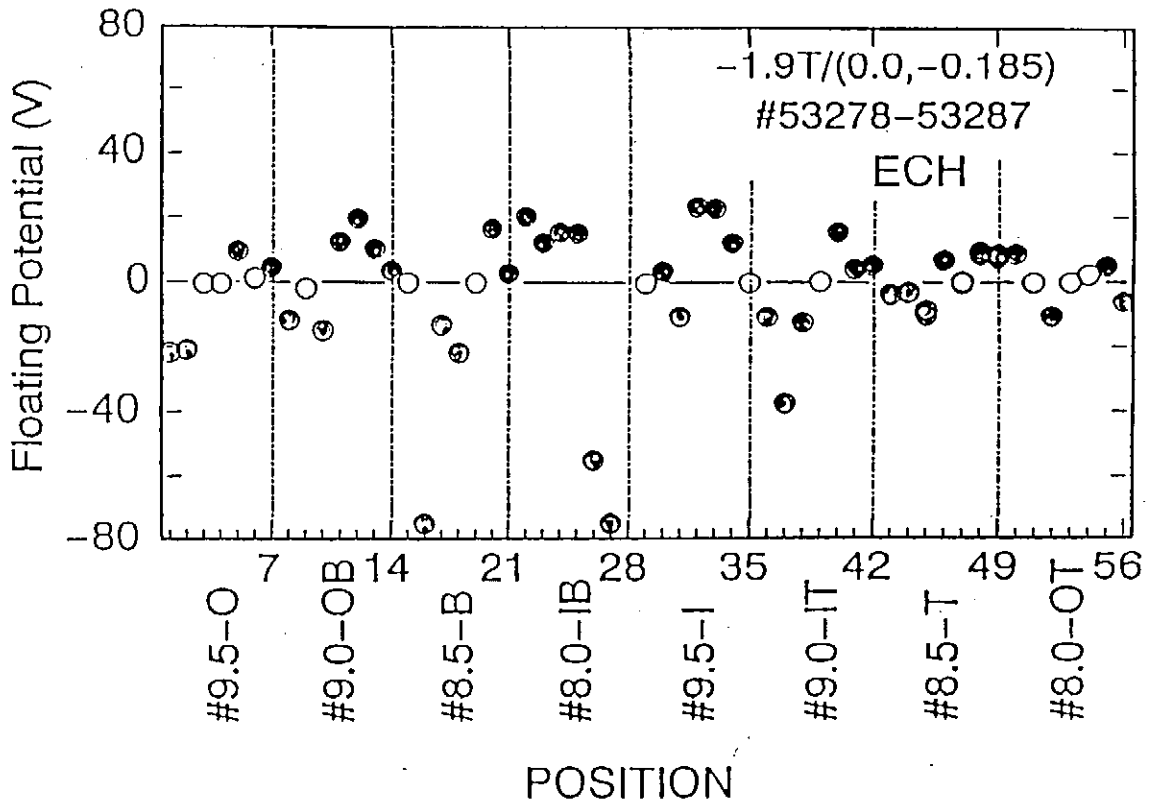 80
40
0
−40
−80
Floating Potential (V)
−1.9T/(0.0,−0.185)
#53278−53287
ECH
7 14 21 28 35 42 49 56
#9.5−O
#9.0−OB
#8.5−B
#8.0−IB
#9.5−I
#9.0−IT
#8.5−T
#8.0−OT
POSITION